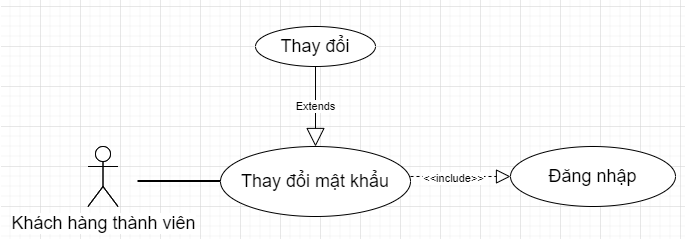 Thay đổi
Extends
Thay đổi mật khẩu
<<include>>
Đăng nhập
Khách hàng thành viên